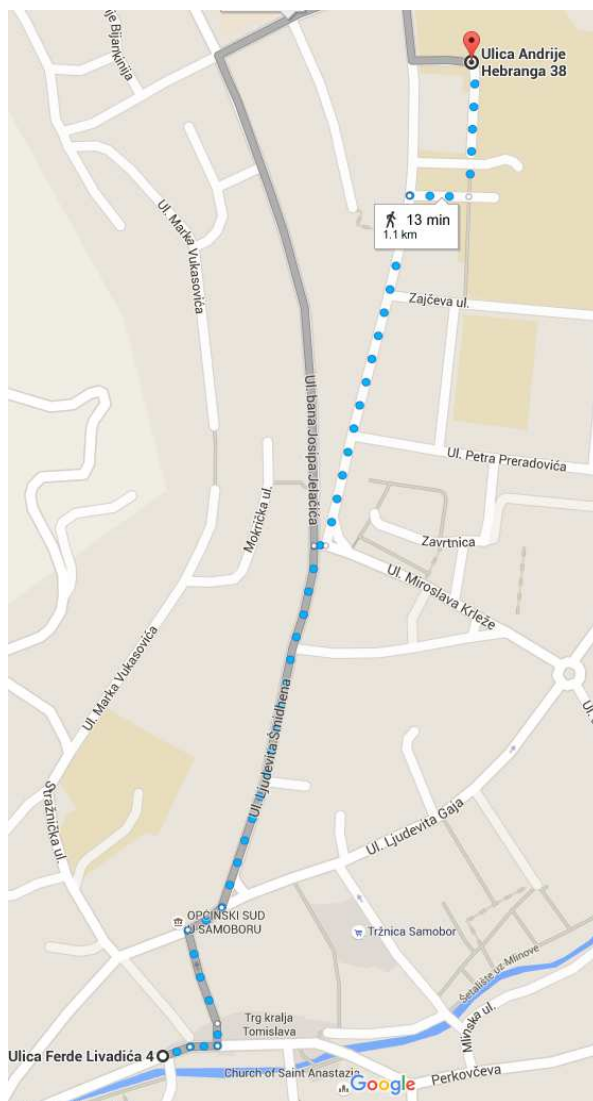 je Bijankinija
Ulica Andrije
Hebranga 38
Ul. Marka Vukasovića
13 min
1.1 km
Zajčeva ul.
Ul. bana Josipa Jelačića
Ul. Petra Preradovića
Mokrička ul.
Zavrtnica
Ul. Miroslava Krleže
Ul. Marka Vukasovića
Ul. Ljudevita Šmidhena
Stražnička ul.
Ul. Ljudevita Gaja
OPĆINSKI SUD
U SAMOBORU
Tržnica Samobor
Šetalište uz Mlinove
Trg kralja
Tomislava
Mlinska ul.
Ulica Ferde Livadića 4
Church of Saint Anastazia
Google
Perkovčeva